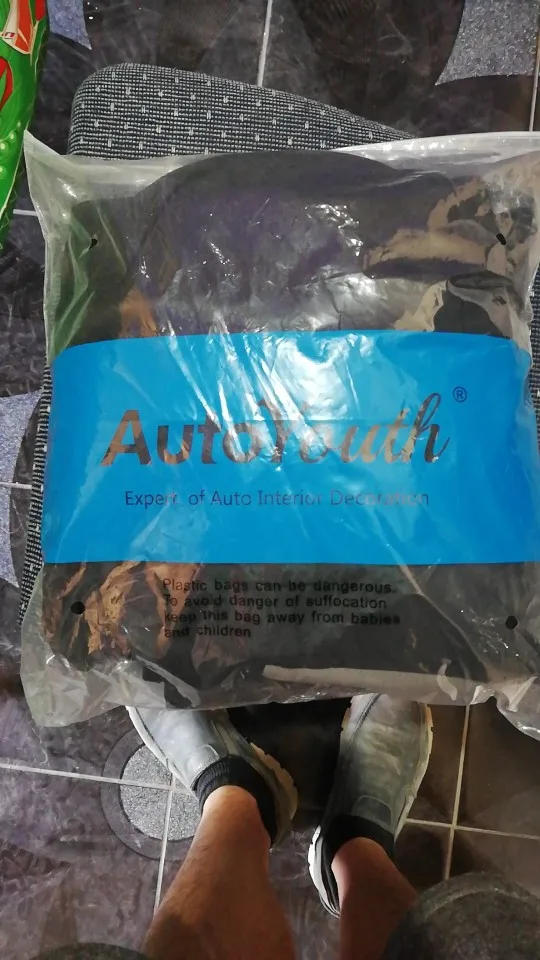 AutoYouth®
Expert of Auto Interior Decoration
Plastic bags can be dangerous.
To avoid danger of suffocation
keep this bag away from babies
and children